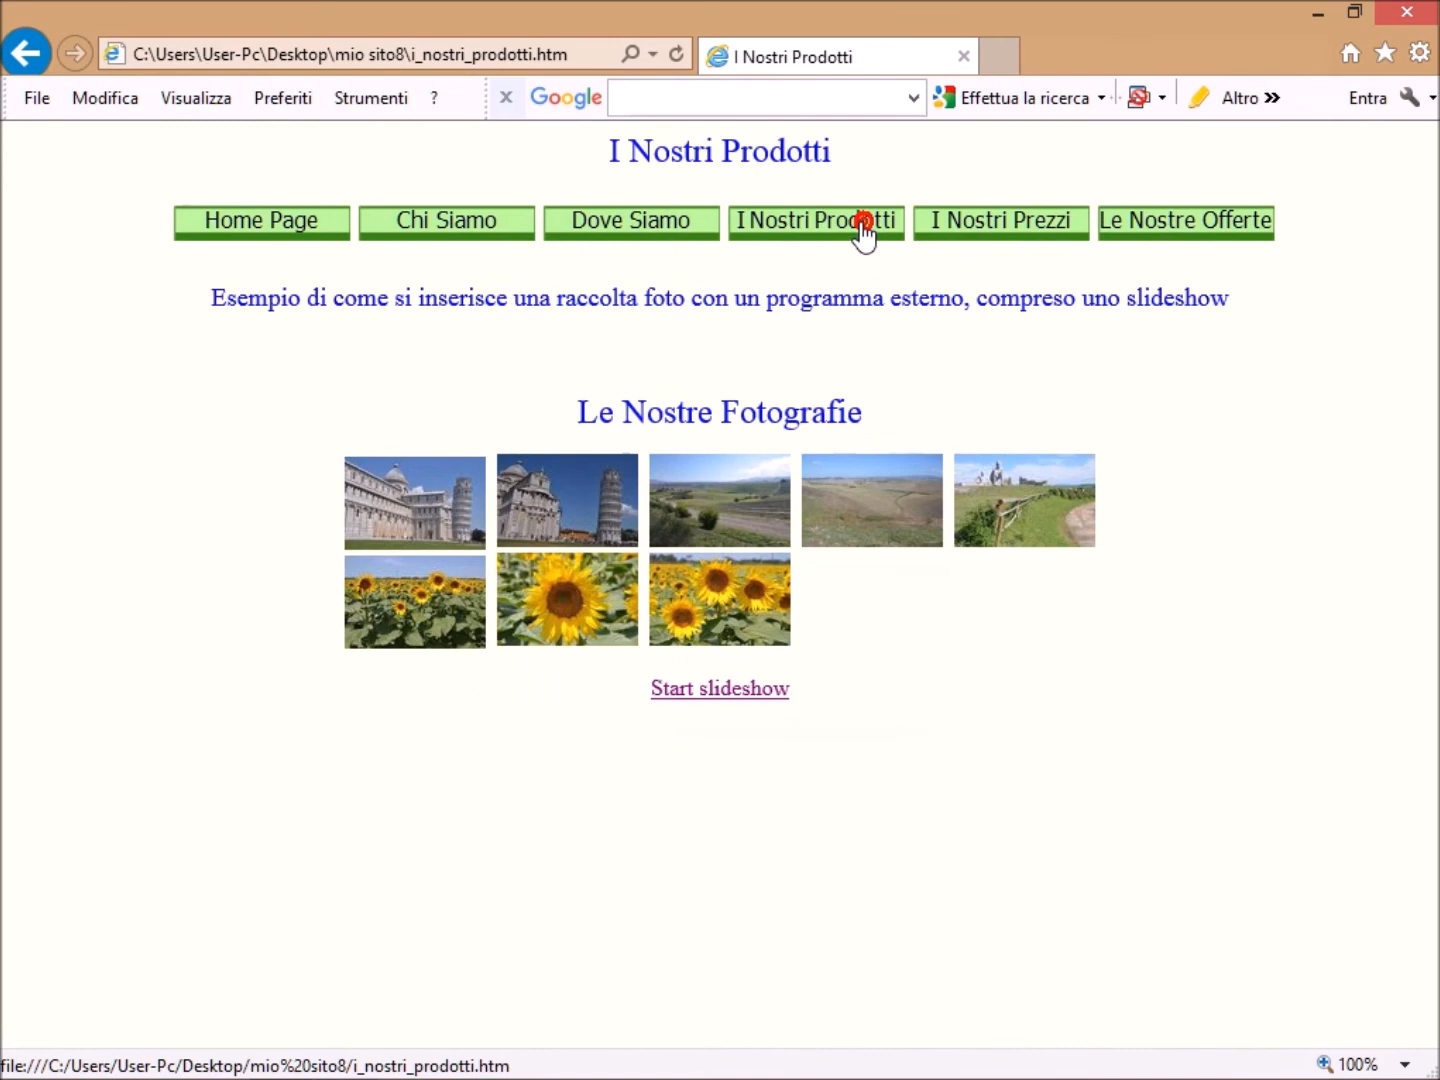 C:\Users\User-Pc\Desktop\mio sito8\i_nostri_prodotti.htm
I Nostri Prodotti
File Modifica Visualizza Preferiti Strumenti ?
x Google Effettua la ricerca Altro Entra
I Nostri Prodotti
Home Page Chi Siamo Dove Siamo I Nostri Prodotti I Nostri Prezzi Le Nostre Offerte
Esempio di come si inserisce una raccolta foto con un programma esterno, compreso uno slideshow
Le Nostre Fotografie
Start slideshow
file:///C:/Users/User-Pc/Desktop/mio%20sito8/i_nostri_prodotti.htm
100%